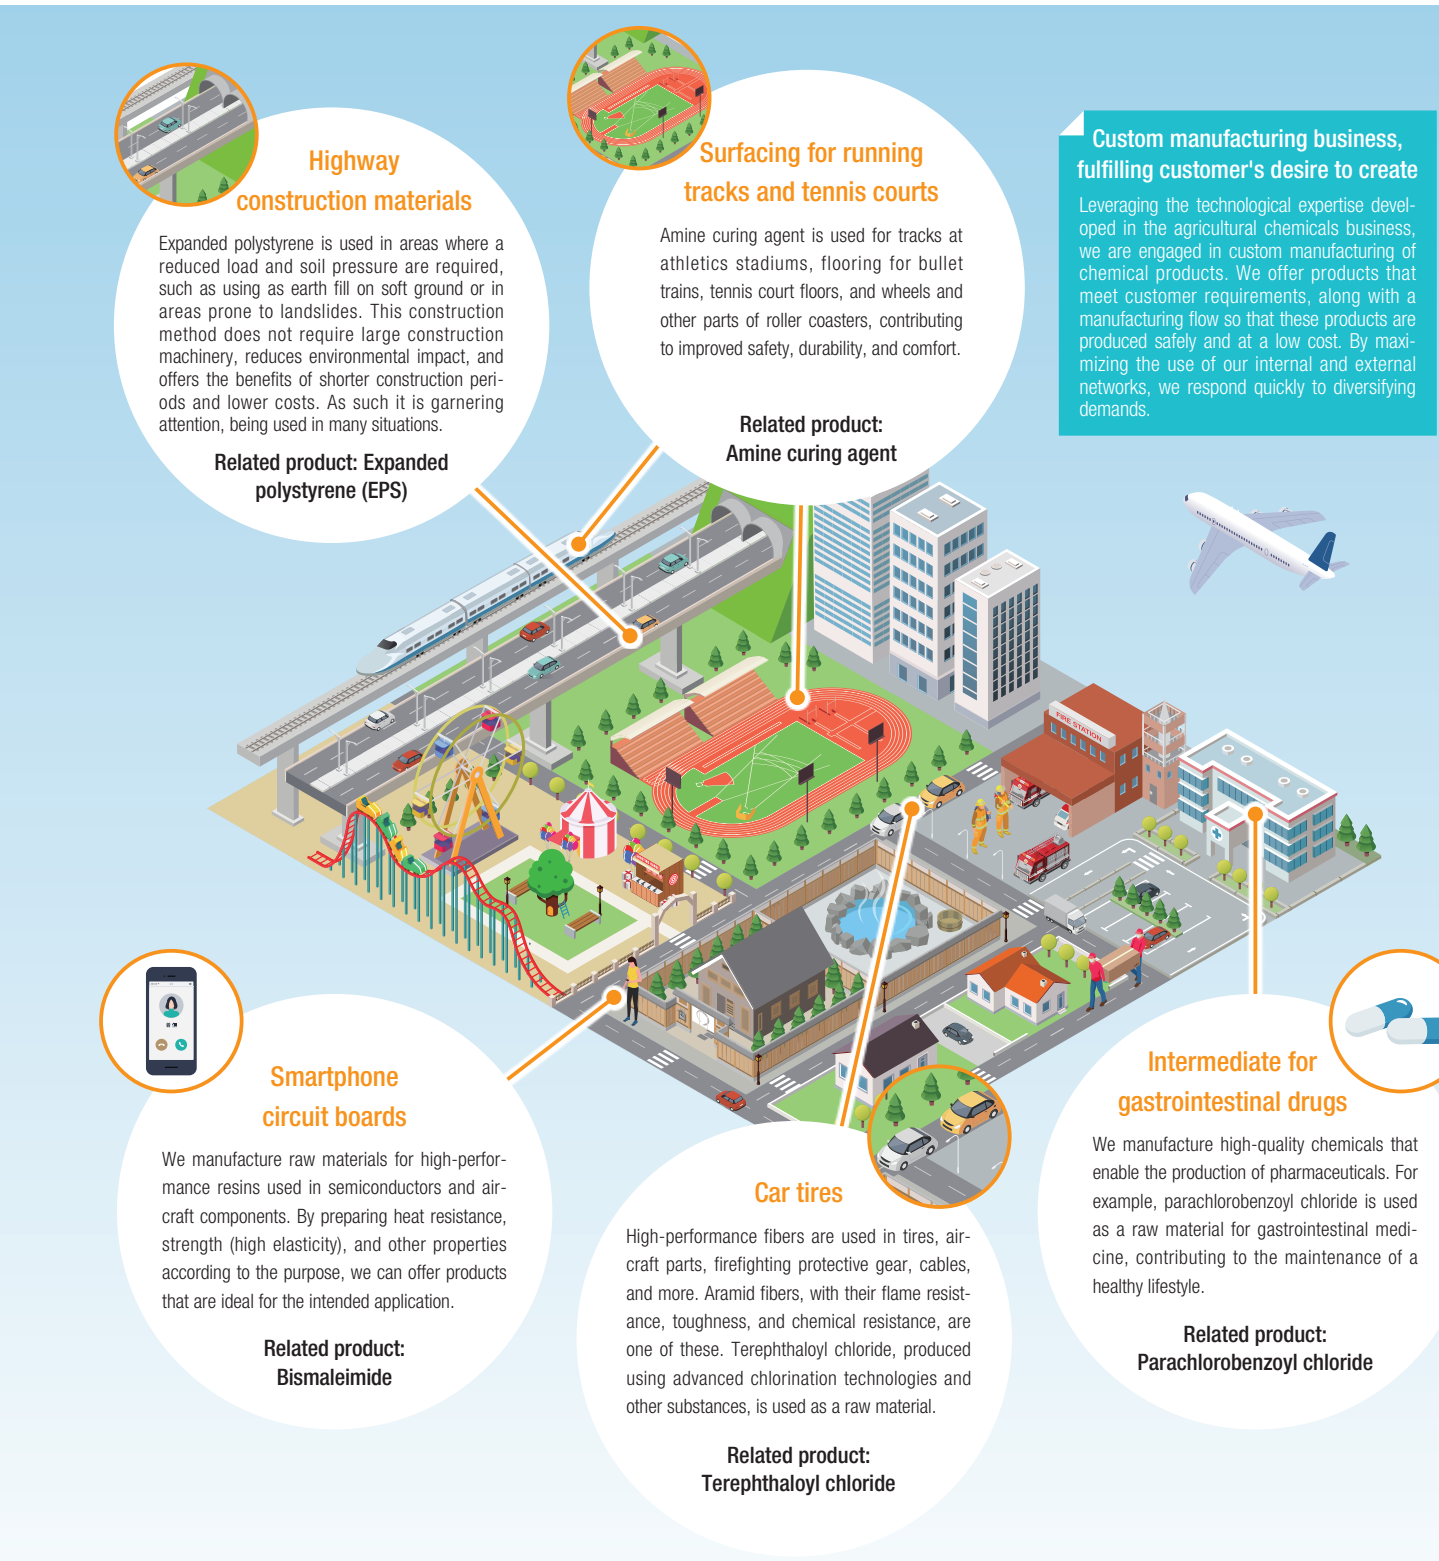 Highway
construction materials
Expanded polystyrene is used in areas where a
reduced load and soil pressure are required,
such as using as earth fill on soft ground or in
areas prone to landslides. This construction
method does not require large construction
machinery, reduces environmental impact, and
offers the benefits of shorter construction peri-
ods and lower costs. As such it is garnering
attention, being used in many situations.
Related product: Expanded
polystyrene (EPS)
Surfacing for running
tracks and tennis courts
Amine curing agent is used for tracks at
athletics stadiums, flooring for bullet
trains, tennis court floors, and wheels and
other parts of roller coasters, contributing
to improved safety, durability, and comfort.
Related product:
Amine curing agent
Custom manufacturing business,
fulfilling customer's desire to create
Leveraging the technological expertise devel-
oped in the agricultural chemicals business,
we are engaged in custom manufacturing of
chemical products. We offer products that
meet customer requirements, along with a
manufacturing flow so that these products are
produced safely and at a low cost. By maxi-
mizing the use of our internal and external
networks, we respond quickly to diversifying
demands.
FIRE STATION
Smartphone
circuit boards
We manufacture raw materials for high-perfor-
mance resins used in semiconductors and air-
craft components. By preparing heat resistance,
strength (high elasticity), and other properties
according to the purpose, we can offer products
that are ideal for the intended application.
Related product:
Bismaleimide
Car tires
High-performance fibers are used in tires, air-
craft parts, firefighting protective gear, cables,
and more. Aramid fibers, with their flame resist-
ance, toughness, and chemical resistance, are
one of these. Terephthaloyl chloride, produced
using advanced chlorination technologies and
other substances, is used as a raw material.
Related product:
Terephthaloyl chloride
Intermediate for
gastrointestinal drugs
We manufacture high-quality chemicals that
enable the production of pharmaceuticals. For
example, parachlorobenzoyl chloride is used
as a raw material for gastrointestinal medi-
cine, contributing to the maintenance of a
healthy lifestyle.
Related product:
Parachlorobenzoyl chloride